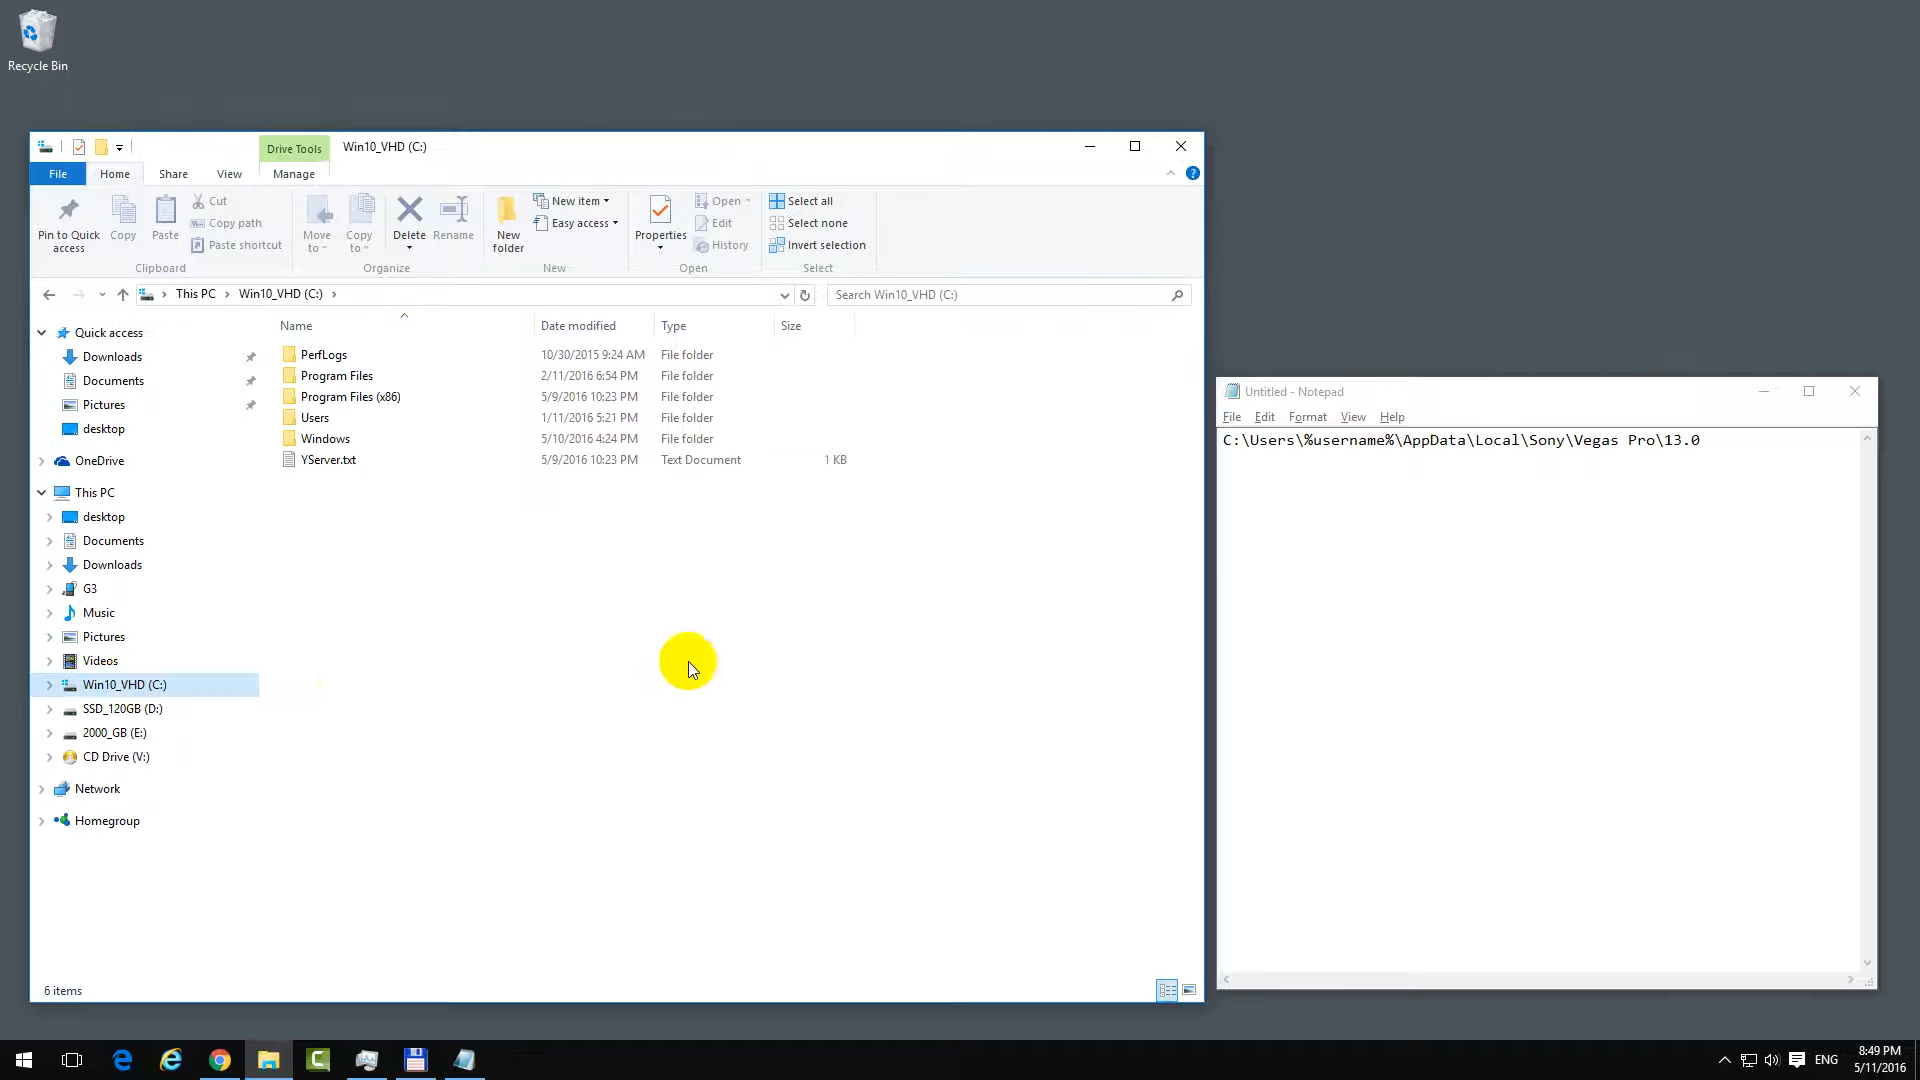 Recycle Bin
Drive Tools
Win10_VHD (C:)
File
Home
Share
View
Manage
Pin to Quick access
Copy
Paste
Cut
Copy path
Paste shortcut
Clipboard
Move to
Copy to
Delete
Rename
Organize
New folder
New item
Easy access
New
Properties
Open
Edit
History
Open
Select all
Select none
Invert selection
Select
This PC
Win10_VHD (C:)
Search Win10_VHD (C:)
Quick access
Downloads
Documents
Pictures
desktop
OneDrive
This PC
desktop
Documents
Downloads
G3
Music
Pictures
Videos
Win10_VHD (C:)
SSD_120GB (D:)
2000_GB (E:)
CD Drive (V:)
Network
Homegroup
Name Date modified Type Size
PerfLogs 10/30/2015 9:24 AM File folder
Program Files 2/11/2016 6:54 PM File folder
Program Files (x86) 5/9/2016 10:23 PM File folder
Users 1/11/2016 5:21 PM File folder
Windows 5/10/2016 4:24 PM File folder
YServer.txt 5/9/2016 10:23 PM Text Document 1 KB
6 items
Untitled - Notepad
File Edit Format View Help
C:\Users\%username%\AppData\Local\Sony\Vegas Pro\13.0
ENG
8:49 PM
5/11/2016